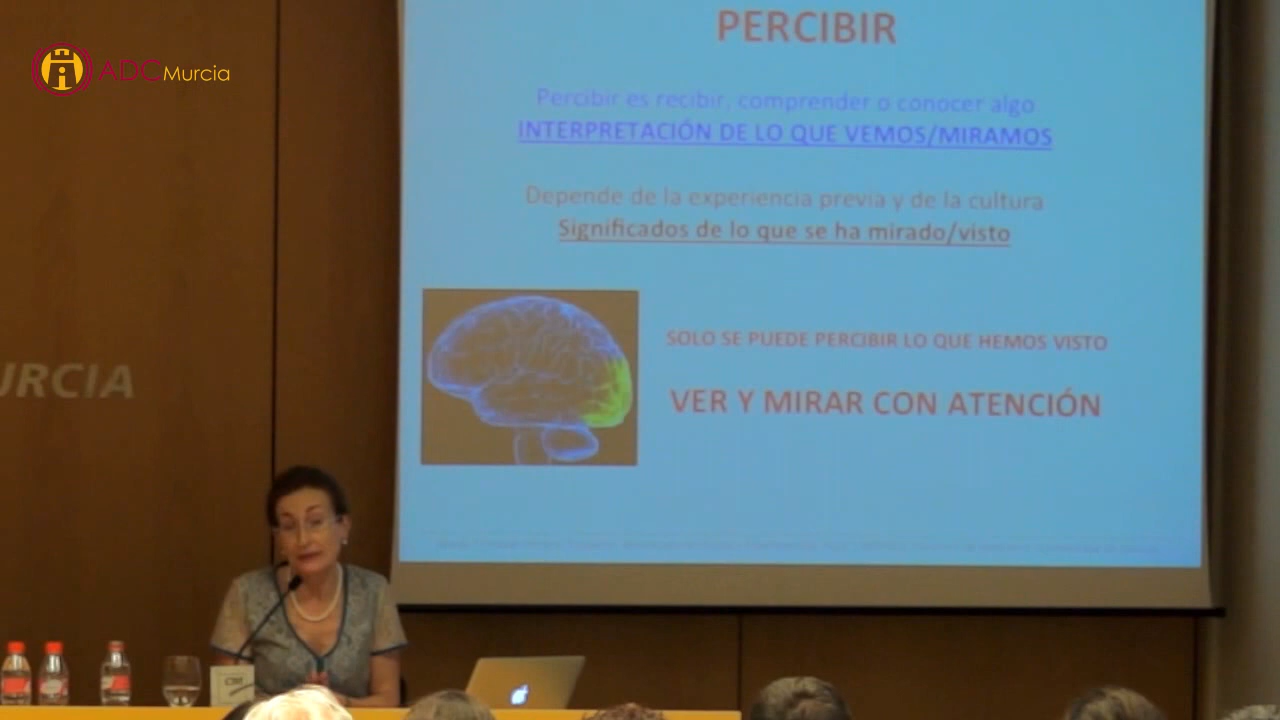 ADCMurcia
PERCIBIR
Percibir es recibir, comprender o conocer algo
INTERPRETACIÓN DE LO QUE VEMOS/MIRAMOS
Depende de la experiencia previa y de la cultura
Significados de lo que se ha mirado/visto
SOLO SE PUEDE PERCIBIR LO QUE HEMOS VISTO
VER Y MIRAR CON ATENCIÓN
URCIA